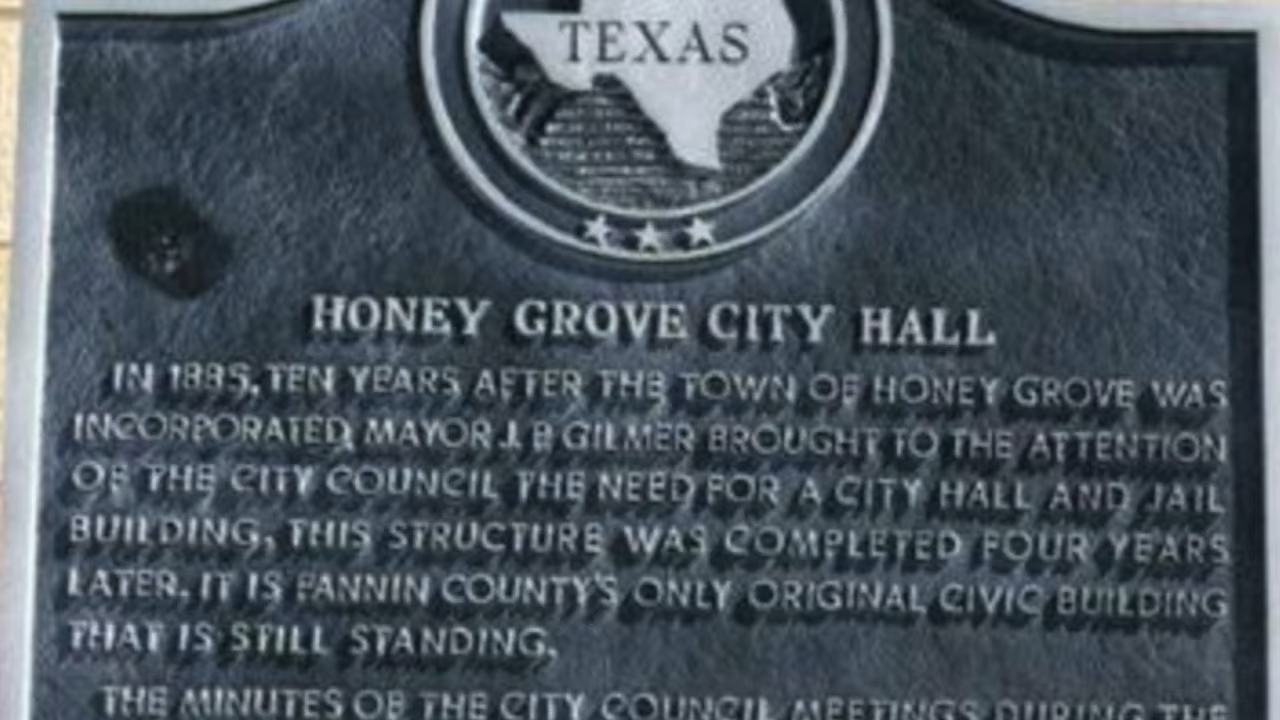 TEXAS
HONEY GROVE CITY HALL
IN 1885, TEN YEARS AFTER THE TOWN OF HONEY GROVE WAS
INCORPORATED, MAYOR J. P. GILMER BROUGHT TO THE ATTENTION
OF THE CITY COUNCIL THE NEED FOR A CITY HALL AND JAIL
BUILDING. THIS STRUCTURE WAS COMPLETED FOUR YEARS
LATER. IT IS FANNIN COUNTY'S ONLY ORIGINAL CIVIC BUILDING
THAT IS STILL STANDING.
THE MINUTES OF THE CITY COUNCIL MEETINGS DURING THE